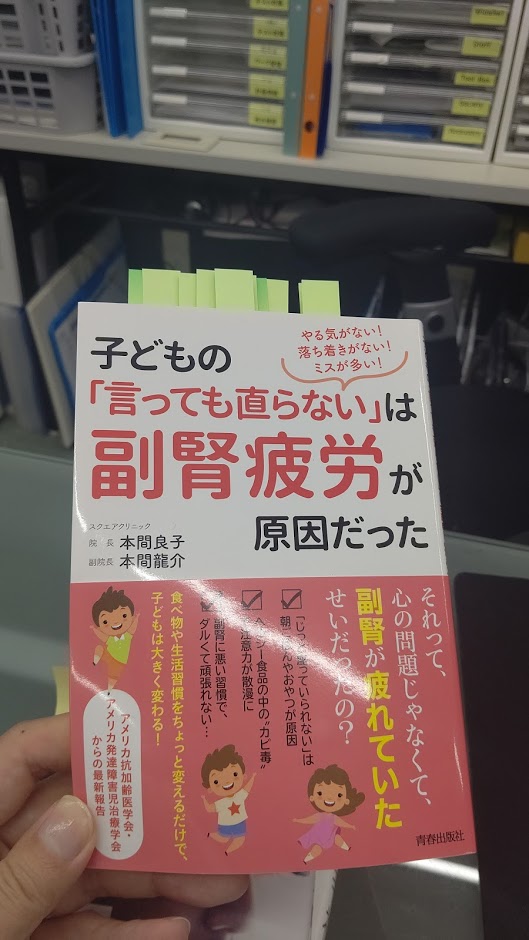 やる気がない!
落ち着きがない!
ミスが多い!
子どもの
「言っても直らない」は
副腎疲労が
原因だった
スクエアクリニック
院長 本間良子
副院長 本間龍介
それって、
心の問題じゃなくて、
副腎が疲れていた
せいだったの?
「じっと座っていられない」は
朝ごはんやおやつが原因
ヘルシー食品の中の“カビ毒”
で注意力が散漫に
副腎に悪い習慣で、
ダルくて頑張れない…
食べ物や生活習慣をちょっと変えるだけで、
子どもは大きく変わる!
アメリカ抗加齢医学会・
アメリカ発達障害児治療学会
からの最新報告
青春出版社